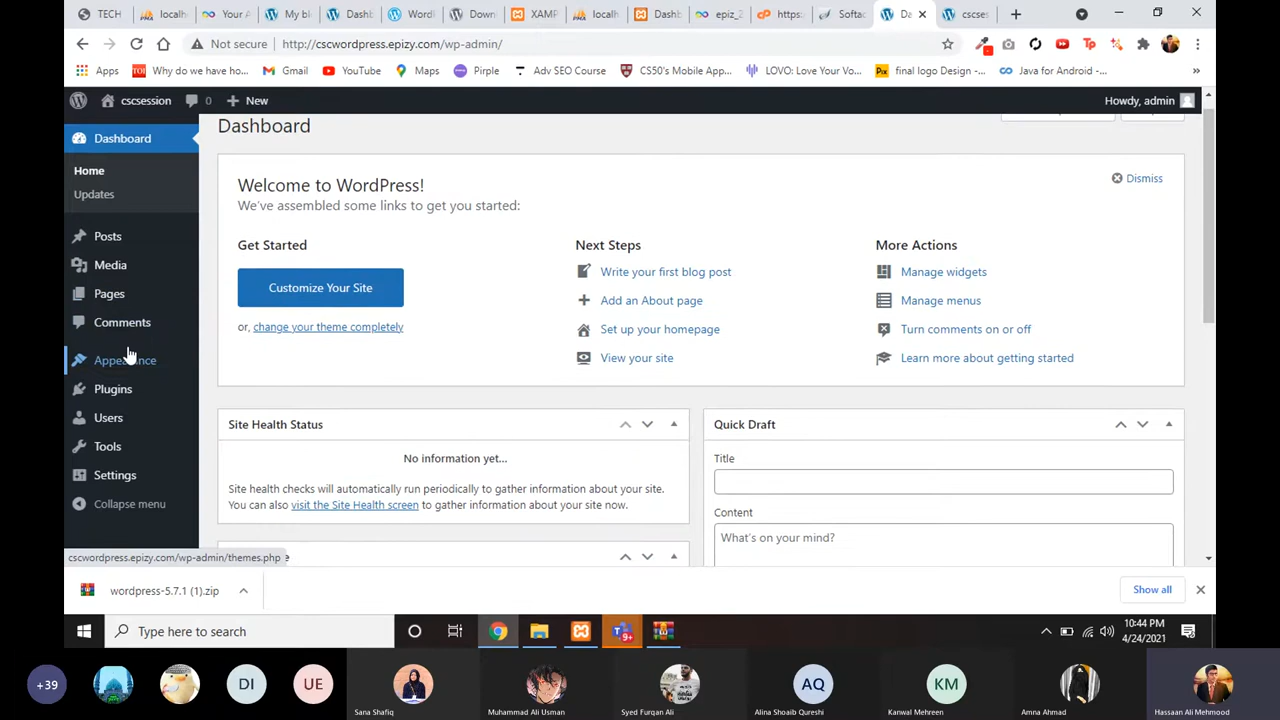 TECH
localh
Your A
My bl
Dashb
WordI
Down
XAMP
localh
Dashb
epiz_2
https:
Softac
Da
cscses
Not secure
http://cscwordpress.epizy.com/wp-admin/
Apps
Why do we have ho...
Gmail
YouTube
Maps
Pirple
Adv SEO Course
CS50's Mobile App...
LOVO: Love Your Vo...
final logo Design -...
Java for Android -...
»
cscsession
0
New
Howdy, admin
Dashboard
Home
Updates
Posts
Media
Pages
Comments
Appearance
Plugins
Users
Tools
Settings
Collapse menu
Dashboard
Welcome to WordPress!
We've assembled some links to get you started:
Dismiss
Get Started
Customize Your Site
or, change your theme completely
Next Steps
Write your first blog post
Add an About page
Set up your homepage
View your site
More Actions
Manage widgets
Manage menus
Turn comments on or off
Learn more about getting started
Site Health Status
No information yet...
Site health checks will automatically run periodically to gather information about your site.
You can also visit the Site Health screen to gather information about your site now.
Quick Draft
Title
Content
What's on your mind?
cscwordpress.epizy.com/wp-admin/themes.php
wordpress-5.7.1 (1).zip
Show all
Type here to search
9+
10:44 PM
4/24/2021
+39
DI
UE
AQ
KM
Sana Shafiq
Muhammad Ali Usman
Syed Furqan Ali
Alina Shoaib Qureshi
Kanwal Mehreen
Amna Ahmad
Hassaan Ali Mehmood